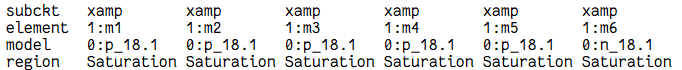 subckt   xamp       xamp       xamp       xamp       xamp       xamp
element  1:m1       1:m2       1:m3       1:m4       1:m5       1:m6
model    0:p_18.1   0:p_18.1   0:p_18.1   0:p_18.1   0:p_18.1   0:n_18.1
region   Saturation Saturation Saturation Saturation Saturation Saturation